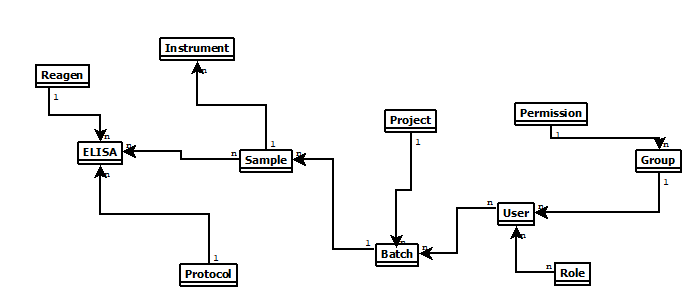 Instrument
n
Reagen
1
Project
1
Permission
1
n
n
ELISA
n
n
1
Sample
n
n
Group
1
n
User
n
n
1
n
Batch
n
1
Protocol
n
Role